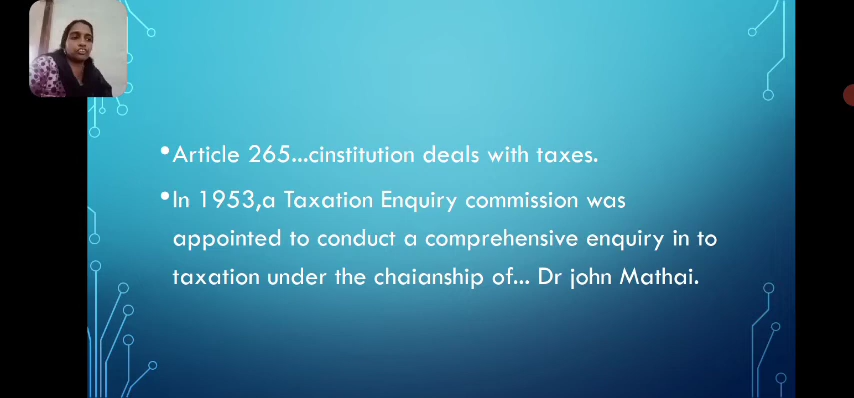 •Article 265...cinstitution deals with taxes.
•In 1953,a Taxation Enquiry commission was
appointed to conduct a comprehensive enquiry in to
taxation under the chaianship of... Dr john Mathai.